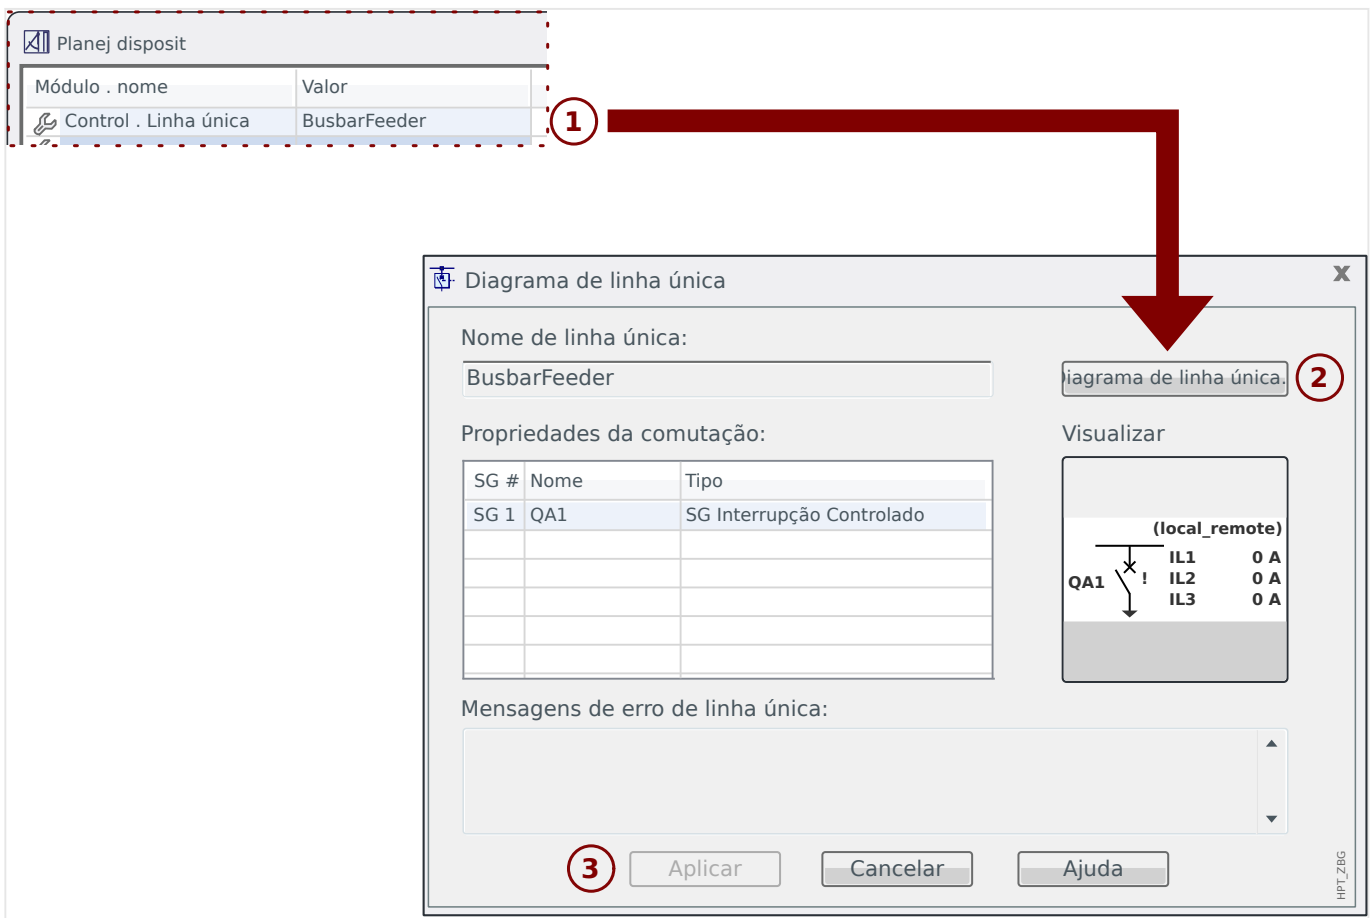 Planej disposit
Módulo . nome Valor
Control . Linha única BusbarFeeder
1
Diagrama de linha única
X
Nome de linha única:
BusbarFeeder
iagrama de linha única.
2
Propriedades da comutação:
Visualizar
SG # Nome Tipo
SG 1 QA1 SG Interrupção Controlado
(local_remote)
IL1 0 A
QA1 ! IL2 0 A
IL3 0 A
Mensagens de erro de linha única:
3
Aplicar
Cancelar
Ajuda
HPT_ZBG